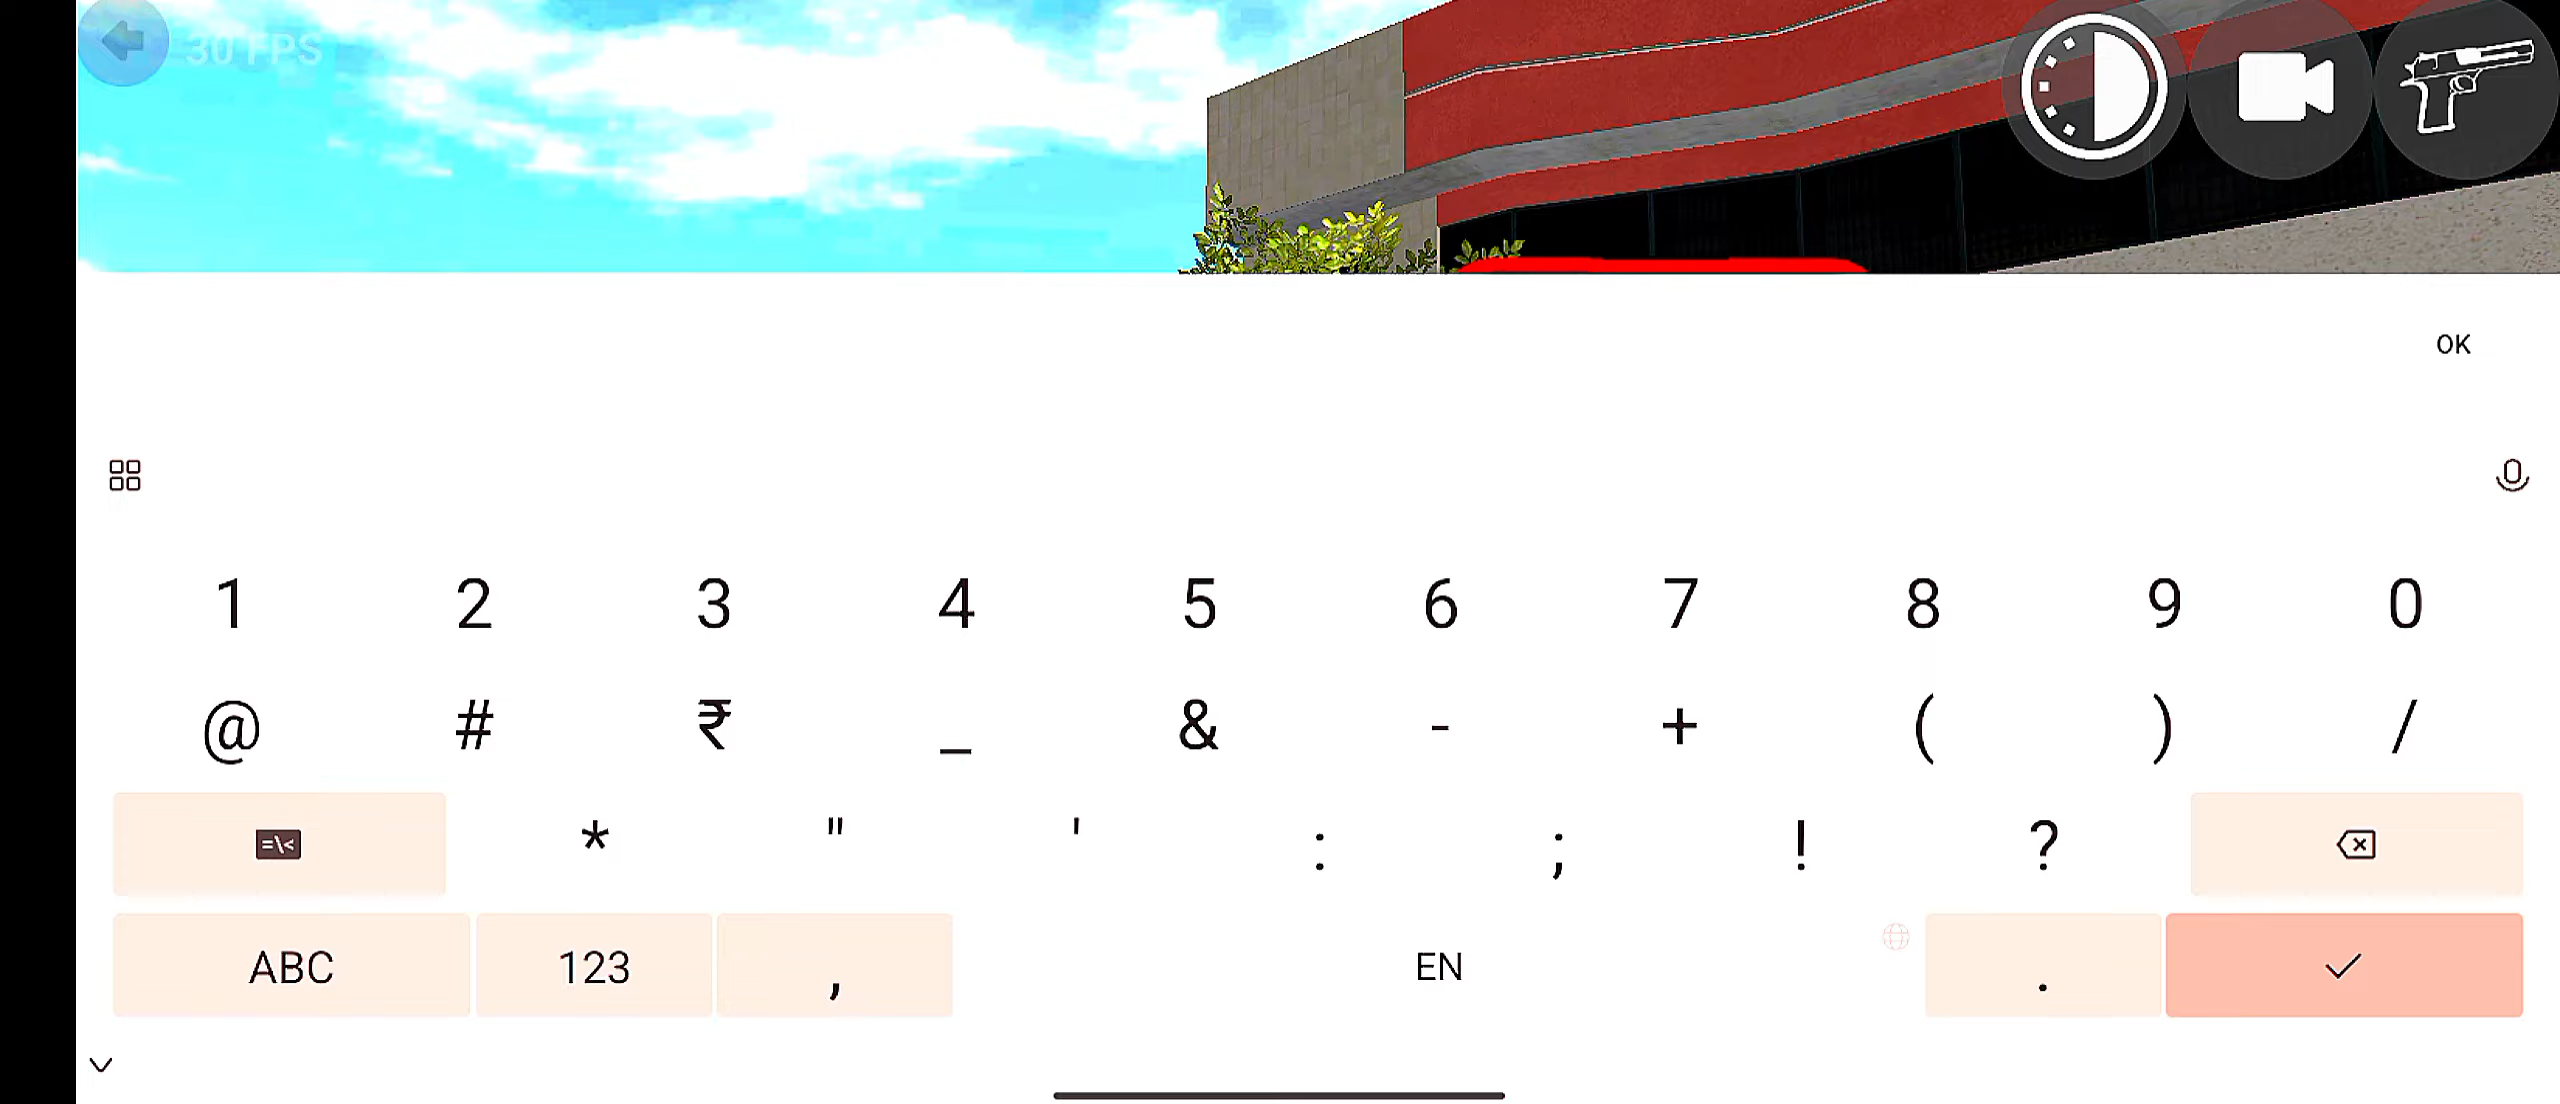 30 FPS
OK
1 2 3 4 5 6 7 8 9 0
@ # ₹ _ & - + ( ) /
=\< * " ' : ; ! ?
ABC 123 , EN .